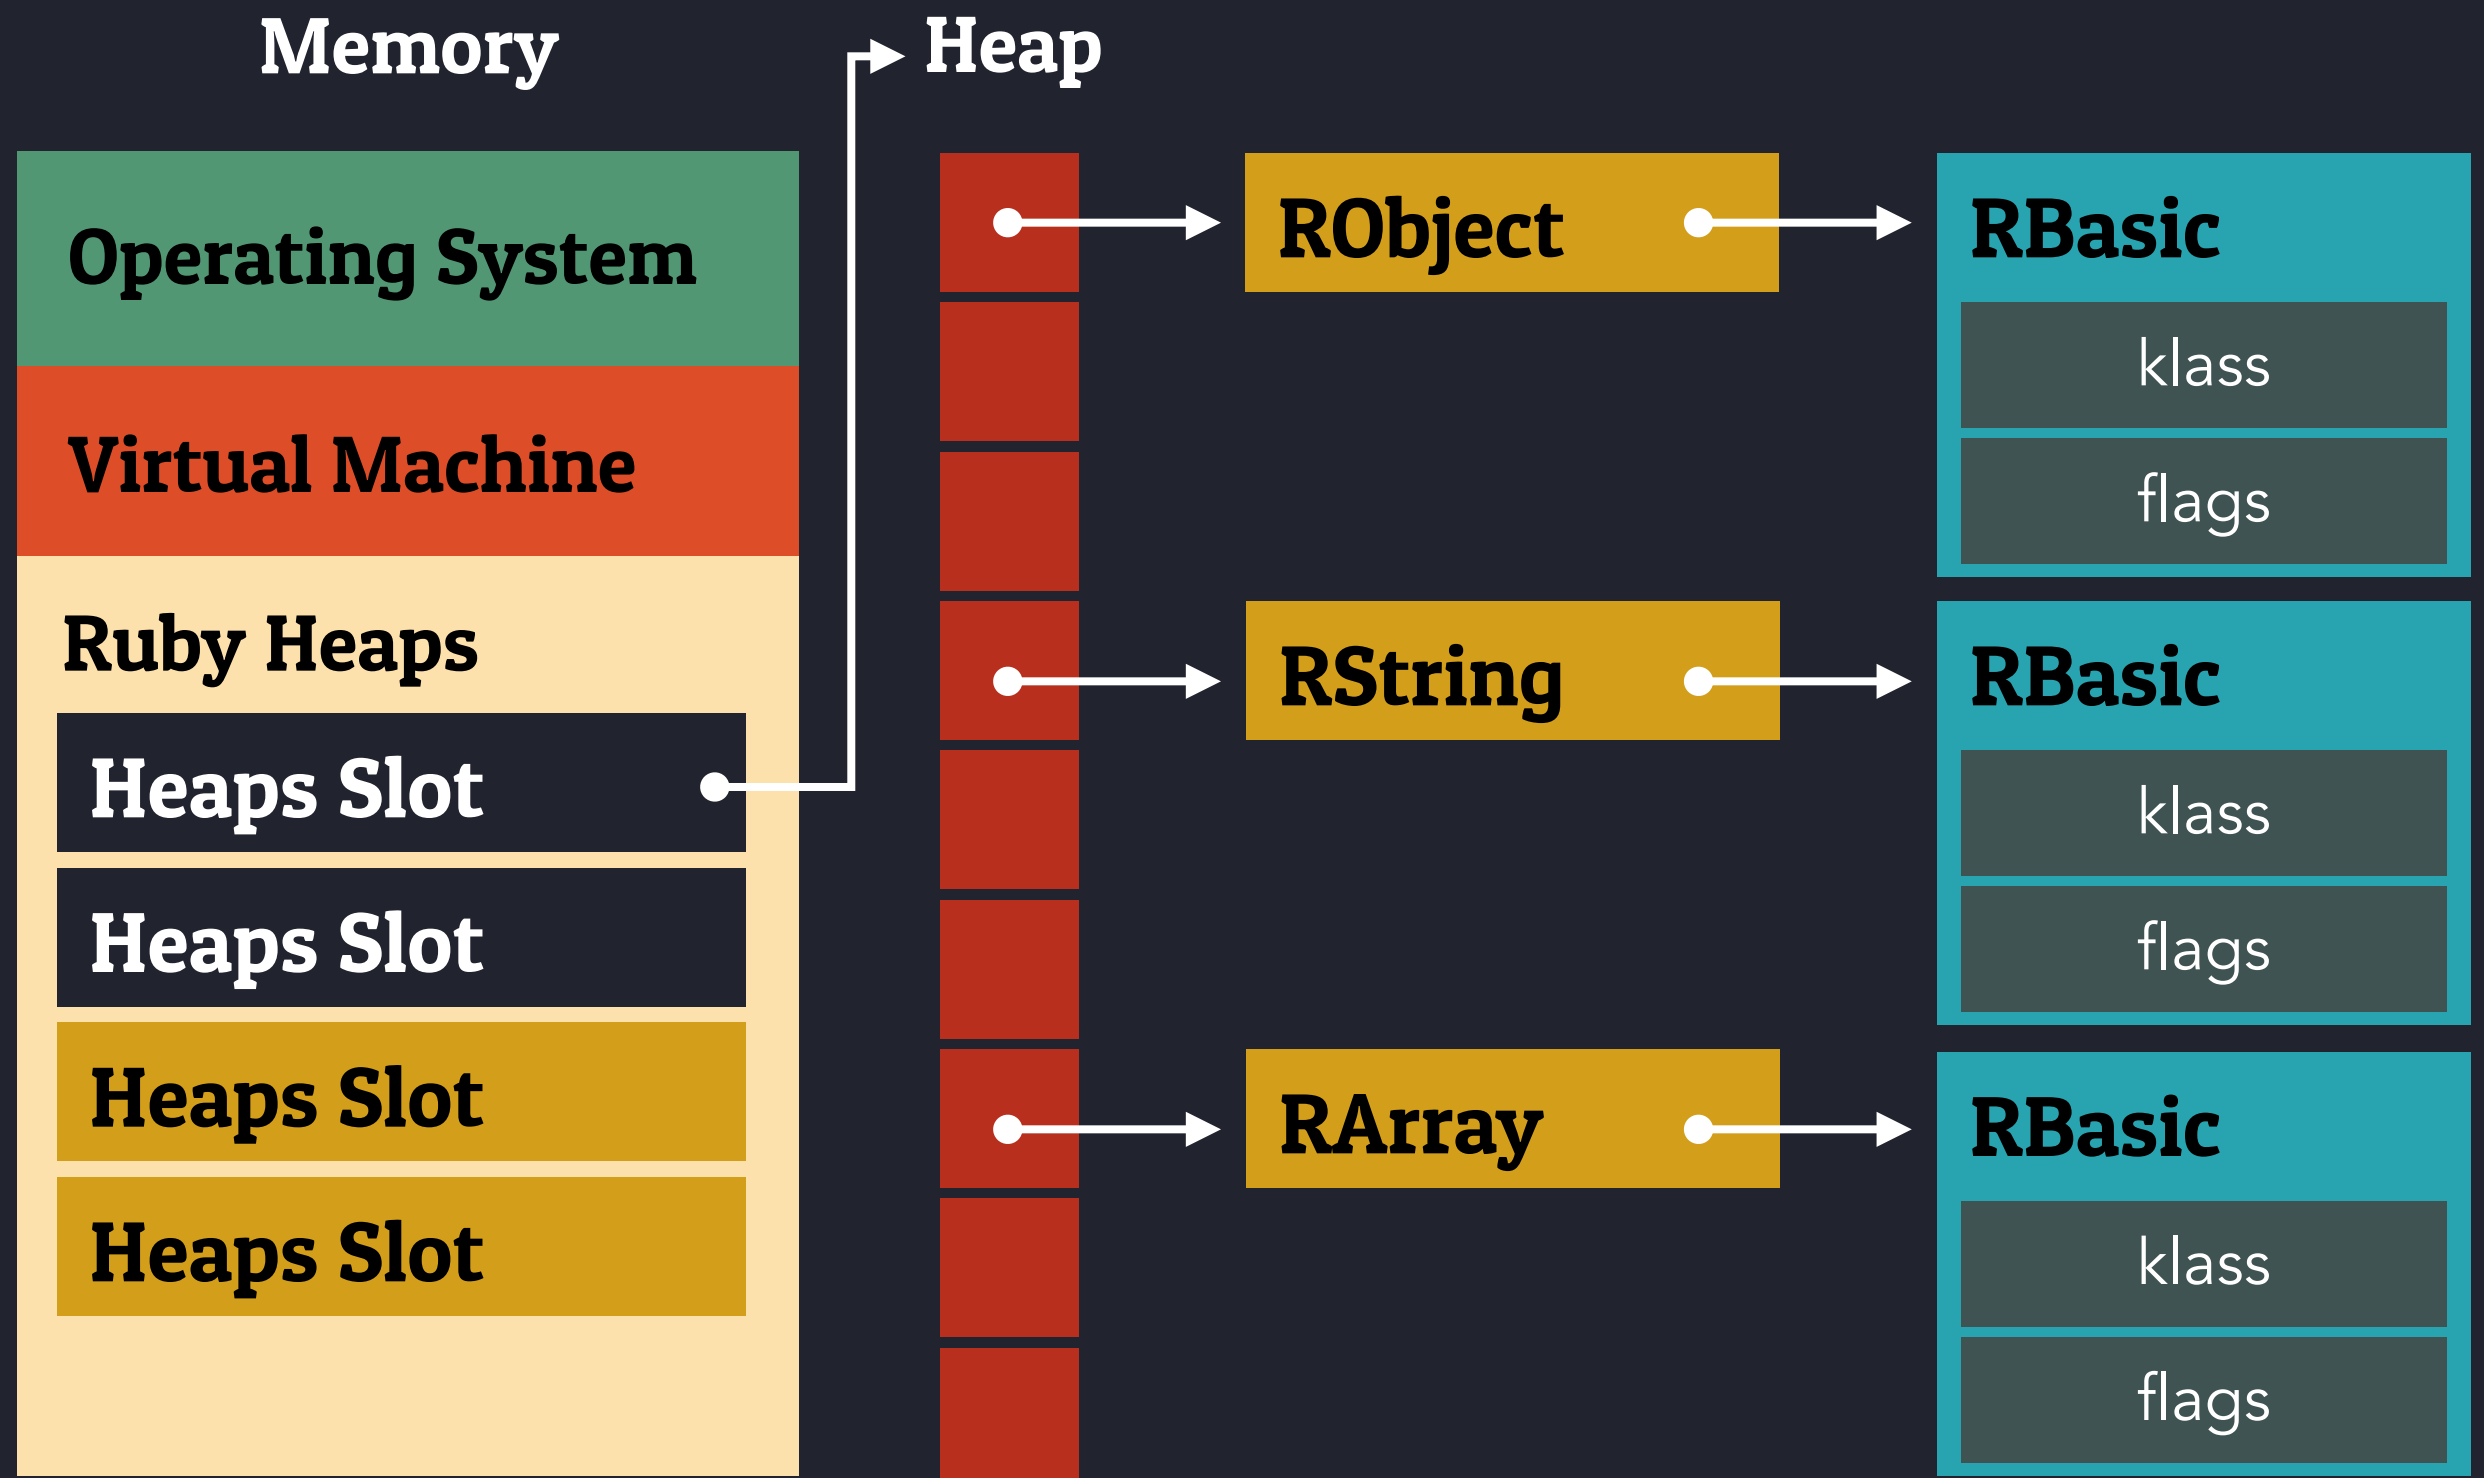 Memory
Operating System
Virtual Machine
Ruby Heaps
Heaps Slot
Heaps Slot
Heaps Slot
Heaps Slot
Heap
RObject
RString
RArray
RBasic
klass
flags
RBasic
klass
flags
RBasic
klass
flags